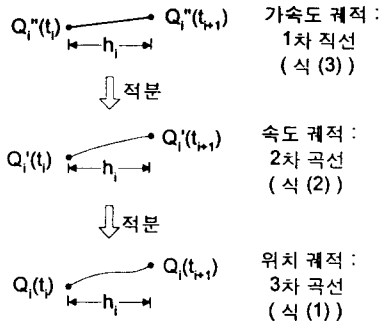 Q_i''(t_i)
Q_i''(t_{i+1})
h_i
가속도 궤적 :
1차 직선
( 식 (3) )
적분
Q_i'(t_i)
Q_i'(t_{i+1})
h_i
속도 궤적 :
2차 곡선
( 식 (2) )
적분
Q_i(t_i)
Q_i(t_{i+1})
h_i
위치 궤적 :
3차 곡선
( 식 (1) )